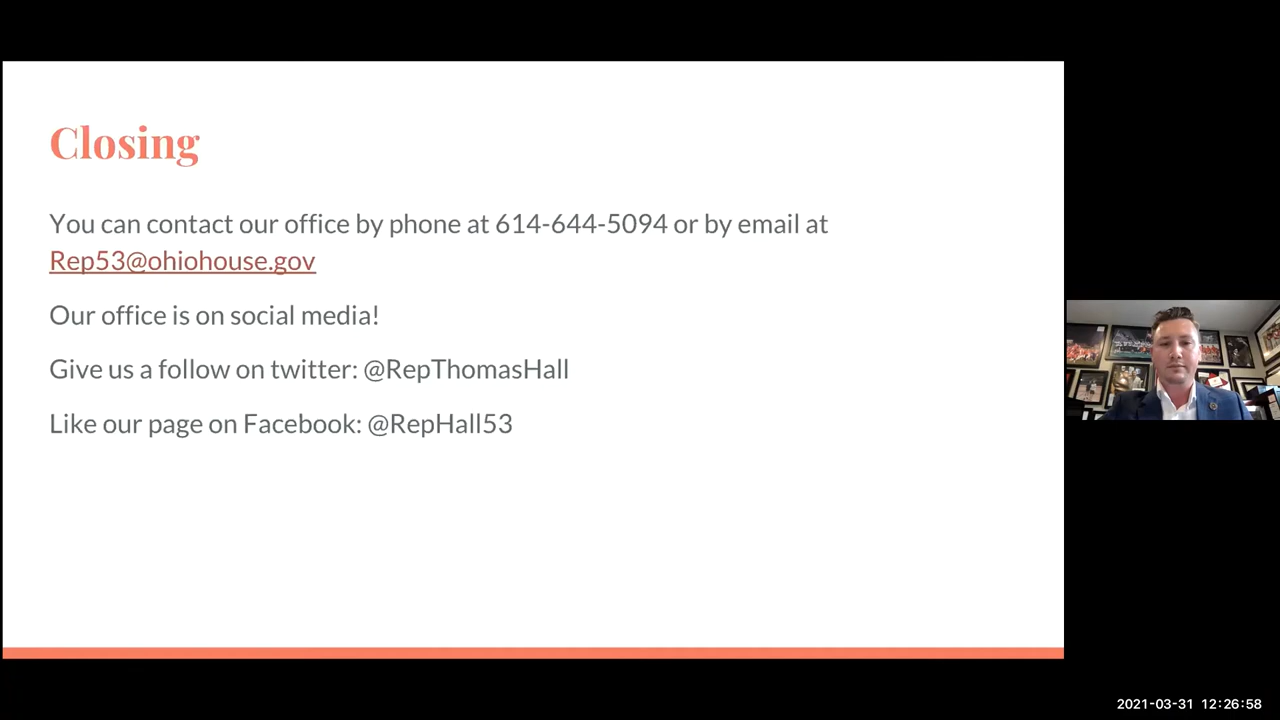 Closing
You can contact our office by phone at 614-644-5094 or by email at
Rep53@ohiohouse.gov
Our office is on social media!
Give us a follow on twitter: @RepThomasHall
Like our page on Facebook: @RepHall53
2021-03-31 12:26:58